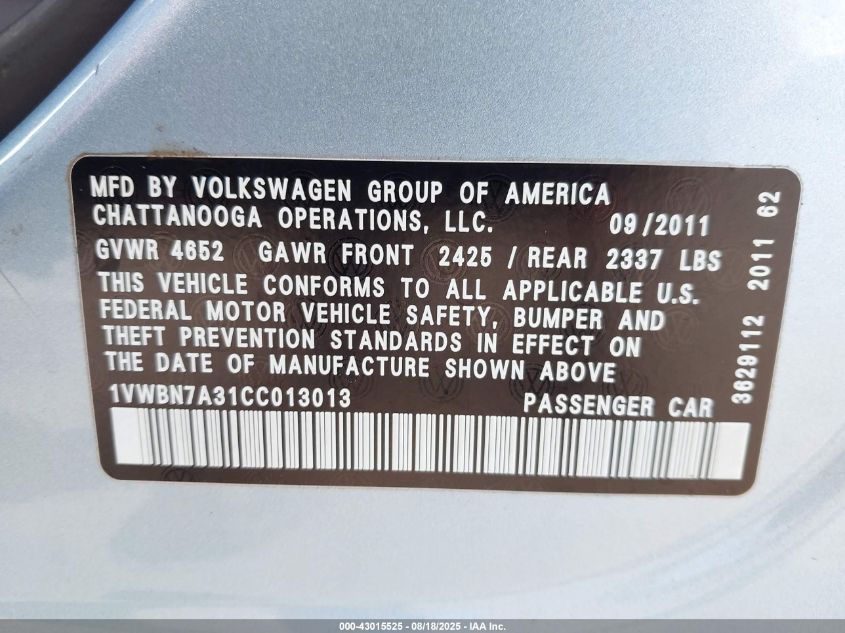 MFD BY VOLKSWAGEN GROUP OF AMERICA
CHATTANOOGA OPERATIONS, LLC. 09/2011
GVWR 4652 GAWR FRONT 2425 / REAR 2337 LBS
THIS VEHICLE CONFORMS TO ALL APPLICABLE U.S.
FEDERAL MOTOR VEHICLE SAFETY, BUMPER AND
THEFT PREVENTION STANDARDS IN EFFECT ON
THE DATE OF MANUFACTURE SHOWN ABOVE
1VWBN7A31CC013013 PASSENGER CAR
3629112 2011 62
000-43015525 - 08/18/2025 - IAA Inc.